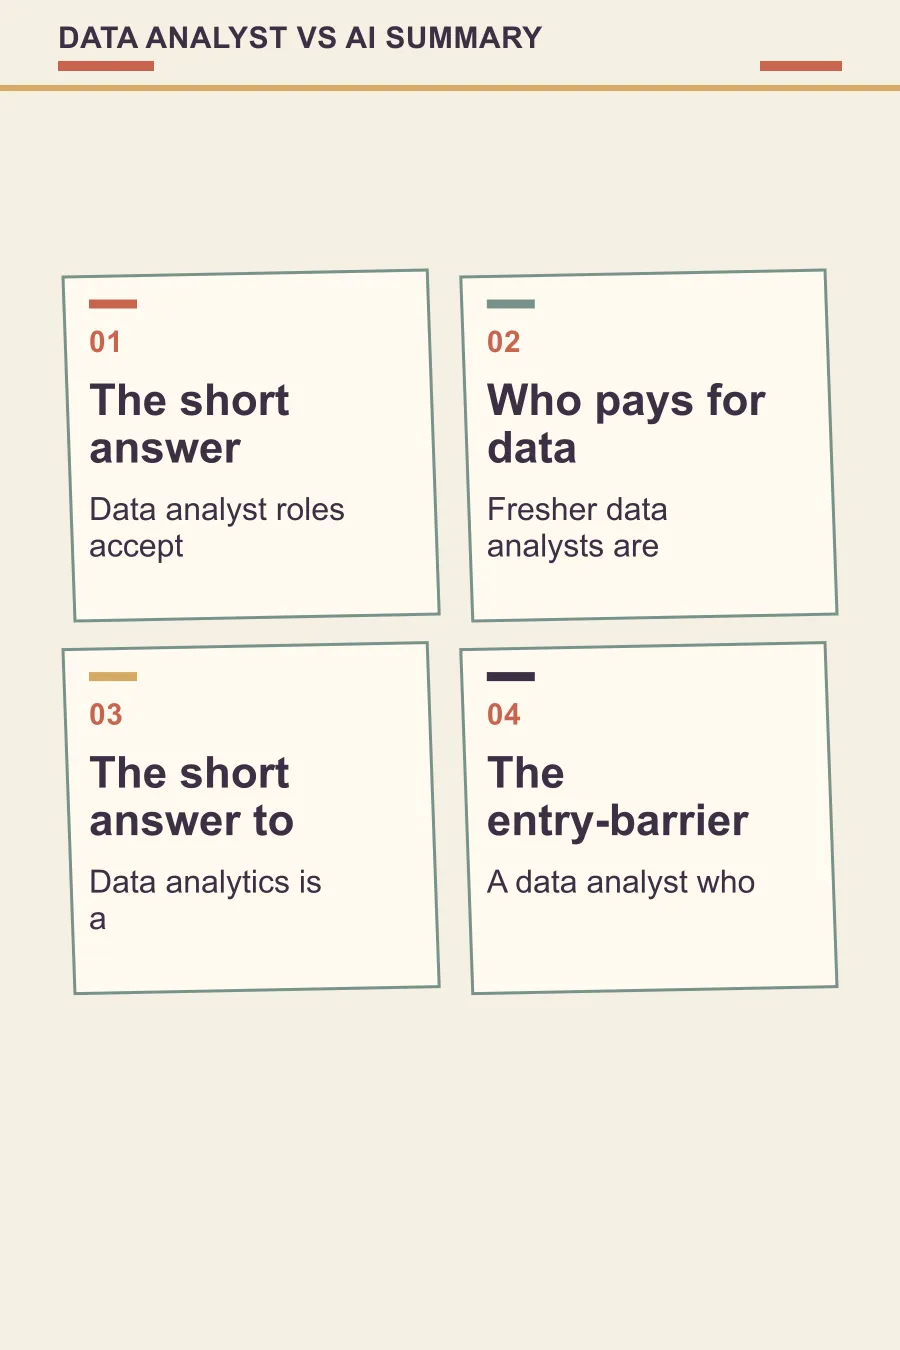 DATA ANALYST VS AI SUMMARY
01
The short
answer
Data analyst roles
accept
02
Who pays for
data
Fresher data
analysts are
03
The short
answer to
Data analytics is
a
04
The
entry-barrier
A data analyst who